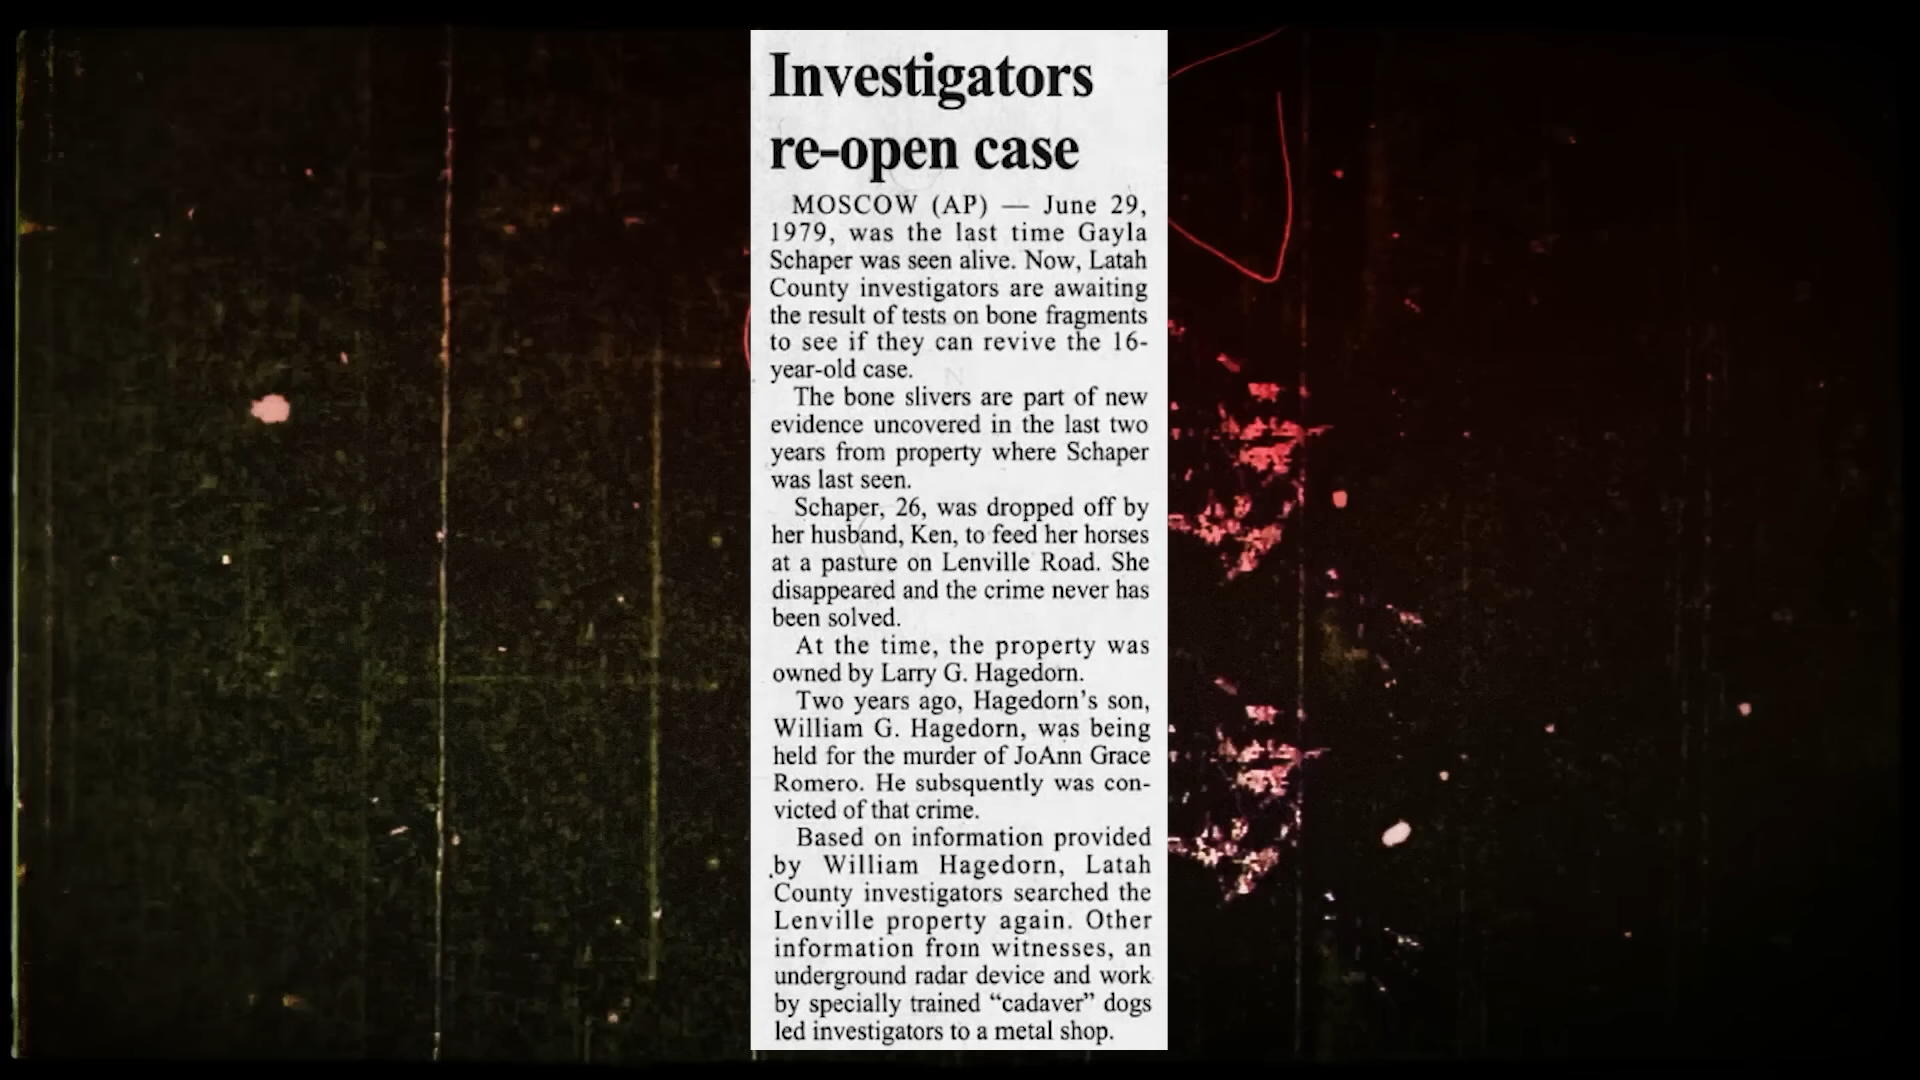 Investigators
re-open case
MOSCOW (AP) — June 29,
1979, was the last time Gayla
Schaper was seen alive. Now, Latah
County investigators are awaiting
the result of tests on bone fragments
to see if they can revive the 16-
year-old case.
The bone slivers are part of new
evidence uncovered in the last two
years from property where Schaper
was last seen.
Schaper, 26, was dropped off by
her husband, Ken, to feed her horses
at a pasture on Lenville Road. She
disappeared and the crime never has
been solved.
At the time, the property was
owned by Larry G. Hagedorn.
Two years ago, Hagedorn's son,
William G. Hagedorn, was being
held for the murder of JoAnn Grace
Romero. He subsquently was con-
victed of that crime.
Based on information provided
by William Hagedorn, Latah
County investigators searched the
Lenville property again. Other
information from witnesses, an
underground radar device and work
by specially trained “cadaver” dogs
led investigators to a metal shop.